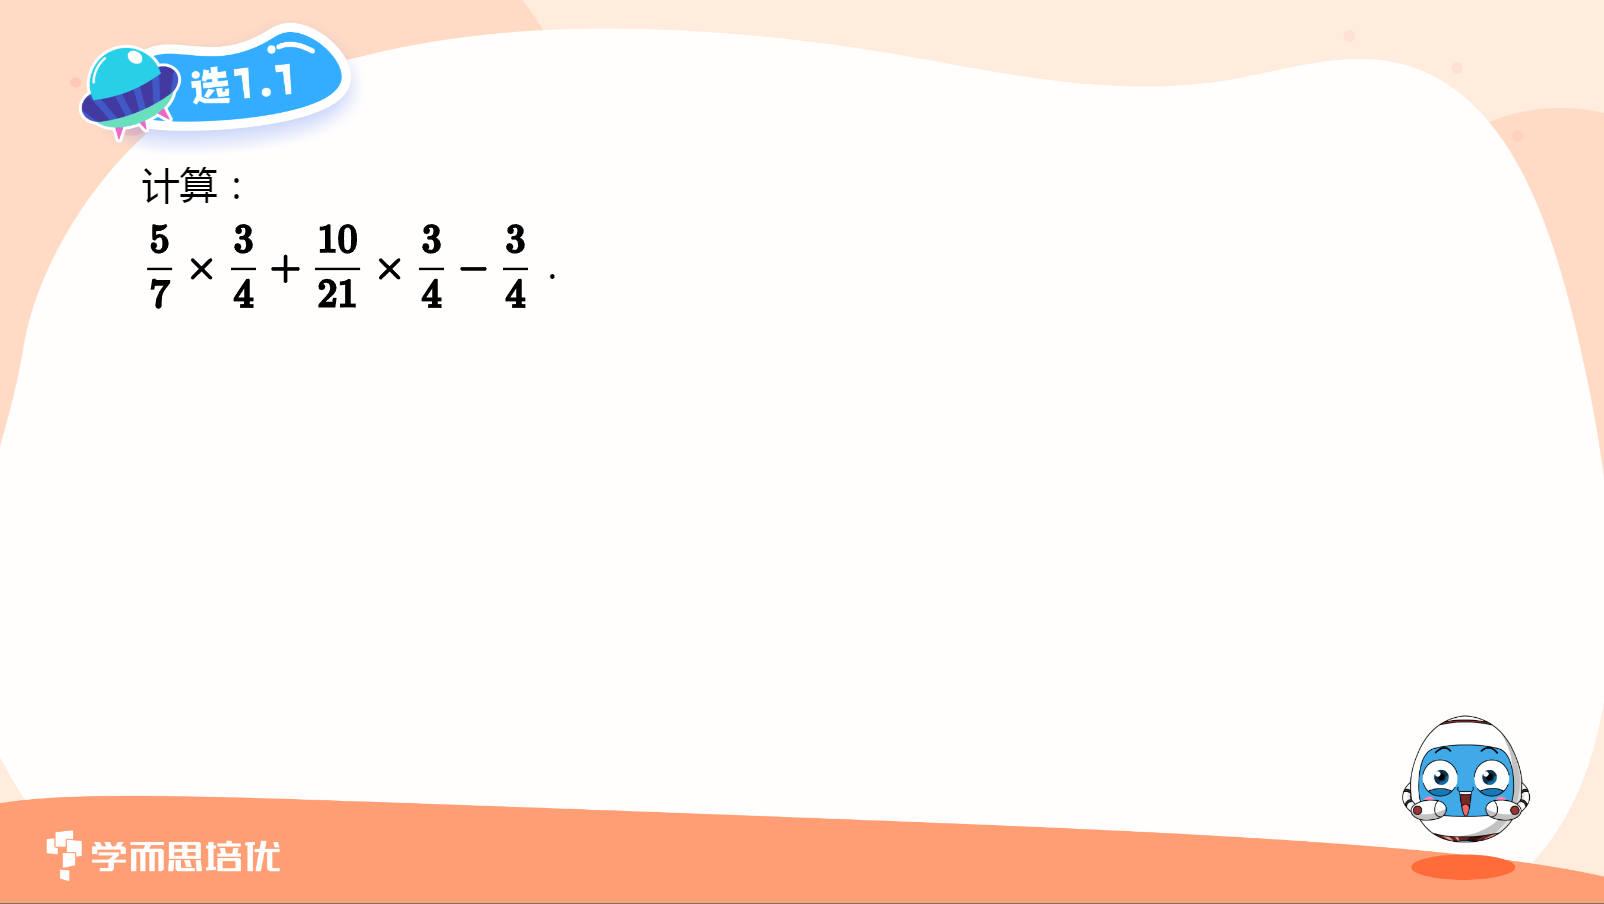 选1.1
计算：
5/7 × 3/4 + 10/21 × 3/4 − 3/4 .
学而思培优